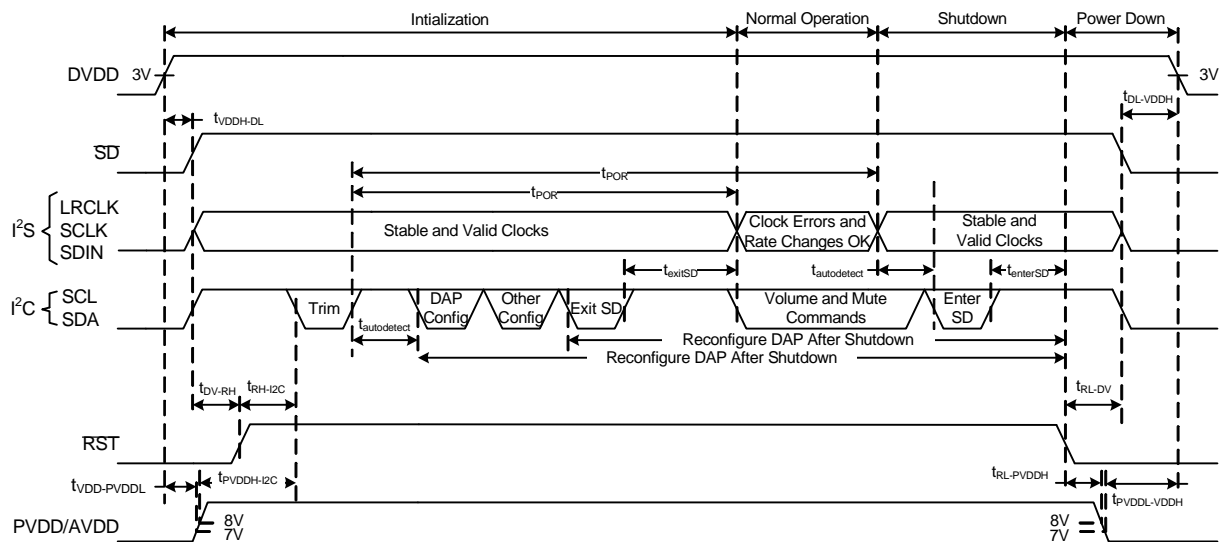 Intialization Normal Operation Shutdown Power Down
DVDD 3V 3V
tVDDH-DL tDL-VDDH
SD
tPOR
tPOR
I2S LRCLK SCLK SDIN
Stable and Valid Clocks
Clock Errors and Rate Changes OK
Stable and Valid Clocks
texitSD tautodetect tenterSD
I2C SCL SDA
Trim
DAP Config
Other Config
Exit SD
Volume and Mute Commands
Enter SD
tautodetect
Reconfigure DAP After Shutdown
Reconfigure DAP After Shutdown
tDV-RH tRH-I2C tRL-DV
RST
tVDD-PVDDL tPVDDH-I2C tRL-PVDDH tPVDDL-VDDH
PVDD/AVDD 8V 7V 8V 7V